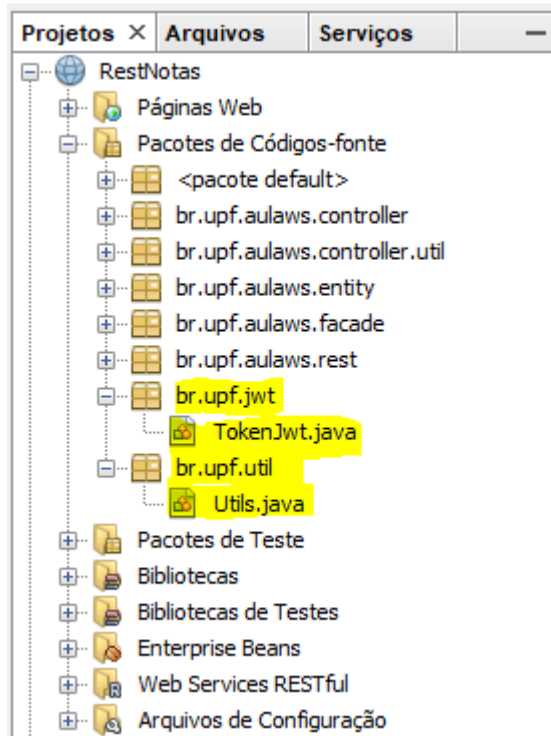 Projetos × Arquivos Serviços
RestNotas
Páginas Web
Pacotes de Códigos-fonte
<pacote default>
br.upf.aulaws.controller
br.upf.aulaws.controller.util
br.upf.aulaws.entity
br.upf.aulaws.facade
br.upf.aulaws.rest
br.upf.jwt
TokenJwt.java
br.upf.util
Utils.java
Pacotes de Teste
Bibliotecas
Bibliotecas de Testes
Enterprise Beans
Web Services RESTful
Arquivos de Configuração